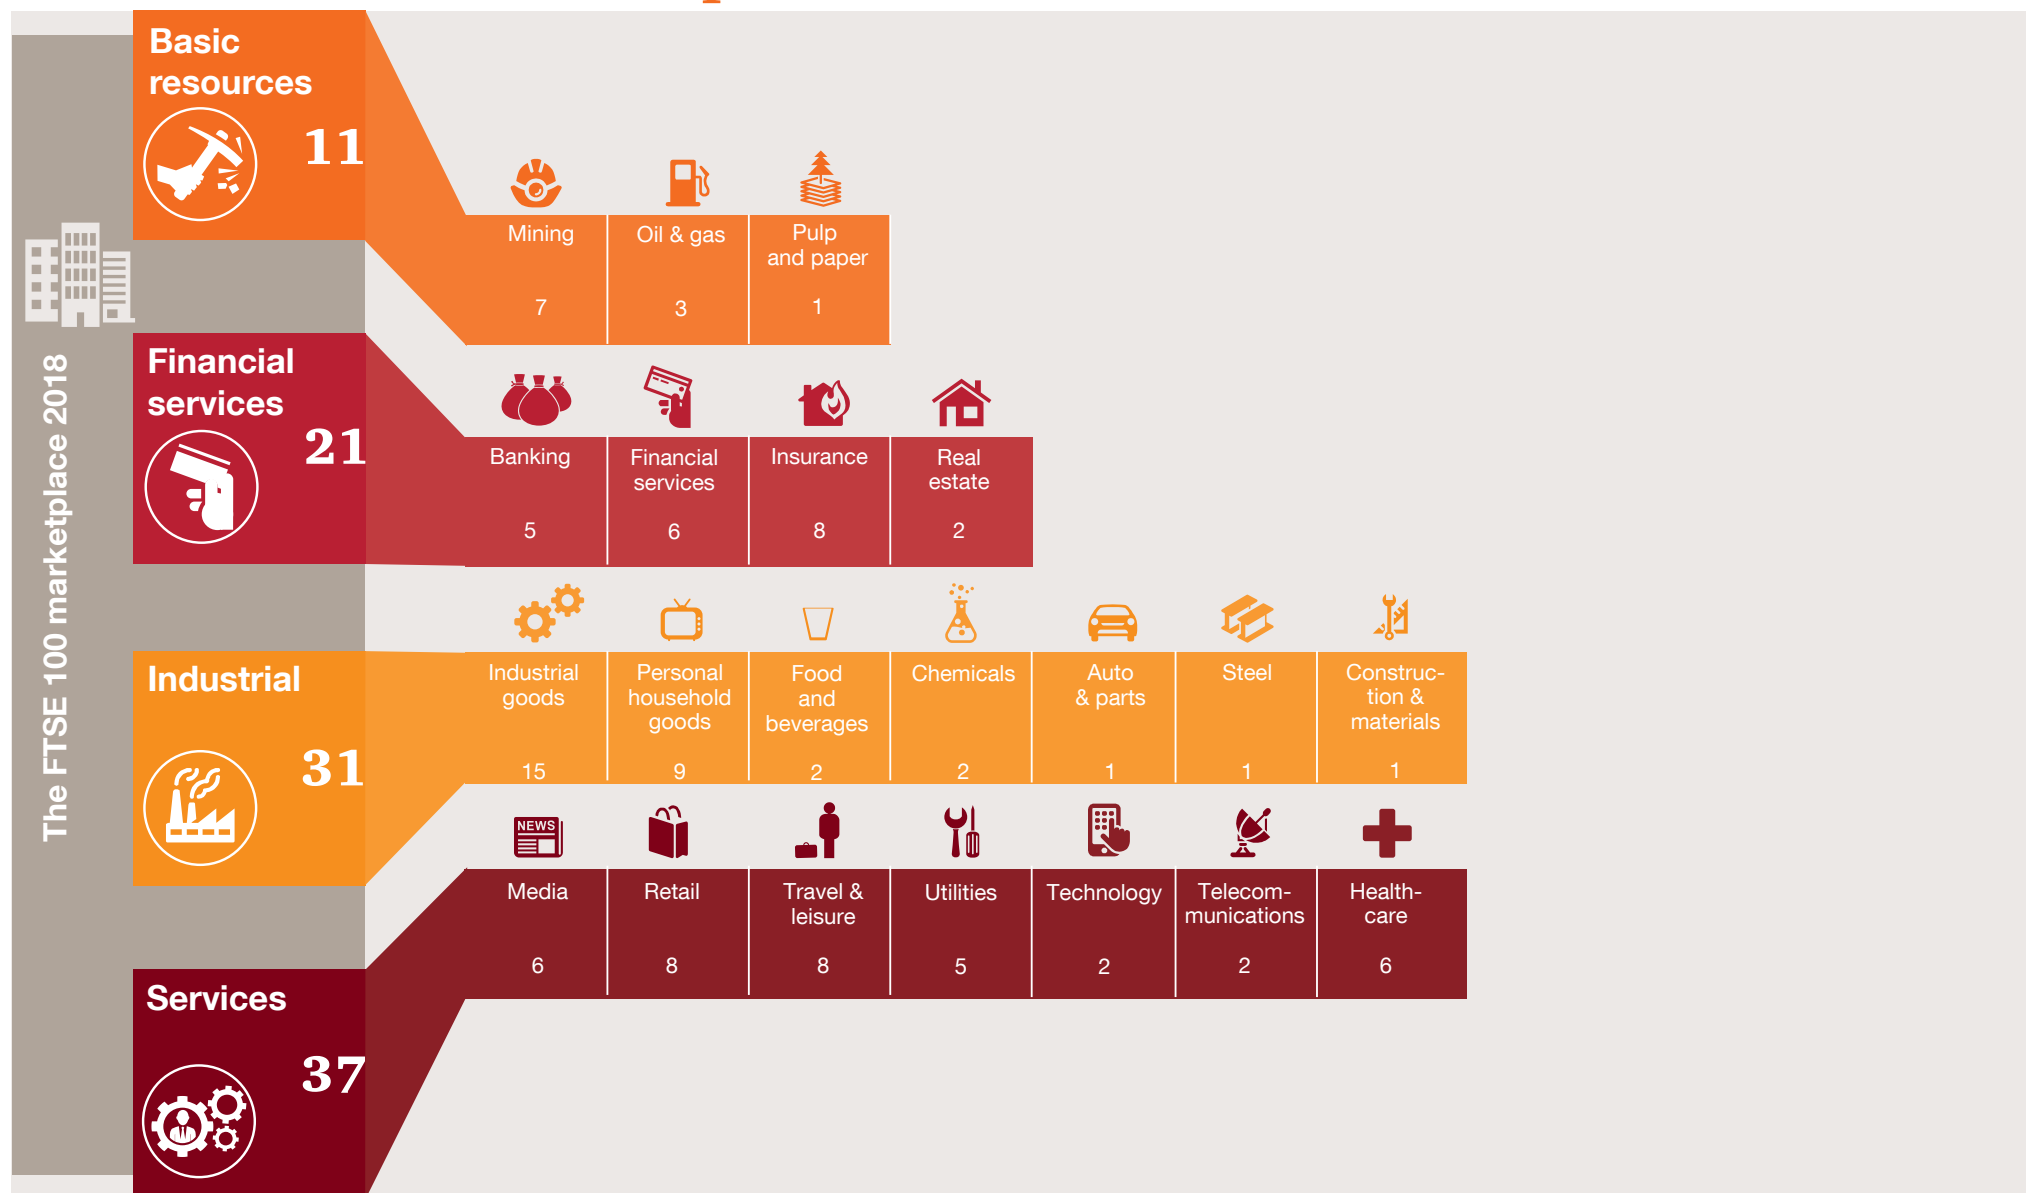 The FTSE 100 marketplace 2018
Basic
resources
11
Mining
7
Oil & gas
3
Pulp
and paper
1
Financial
services
21
Banking
5
Financial
services
6
Insurance
8
Real
estate
2
Industrial
31
Industrial
goods
15
Personal
household
goods
9
Food
and
beverages
2
Chemicals
2
Auto
& parts
1
Steel
1
Construc-
tion &
materials
1
Services
37
NEWS
Media
6
Retail
8
Travel &
leisure
8
Utilities
5
Technology
2
Telecom-
munications
2
Health-
care
6